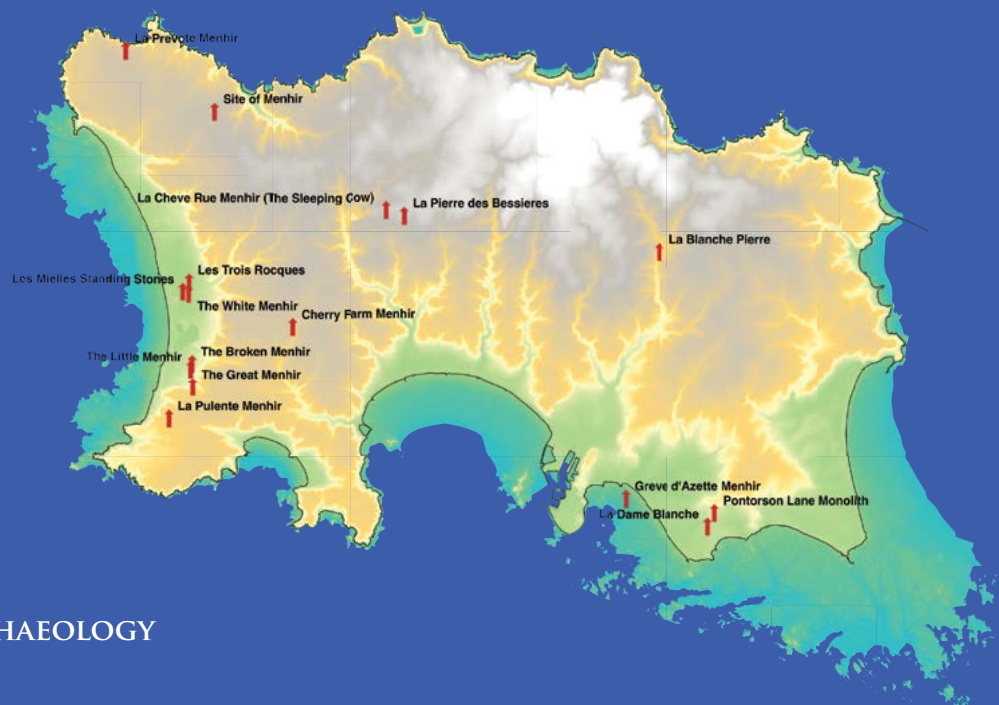 La Prevote Menhir
Site of Menhir
La Cheve Rue Menhir (The Sleeping Cow)
La Pierre des Bessieres
La Blanche Pierre
Les Trois Rocques
Los Mielles Standing Stones
The White Menhir
Cherry Farm Menhir
The Broken Menhir
The Little Menhir
The Great Menhir
La Pulente Menhir
Greve d'Azette Menhir
Pontorson Lane Monolith
La Dame Blanche
HAEOLOGY